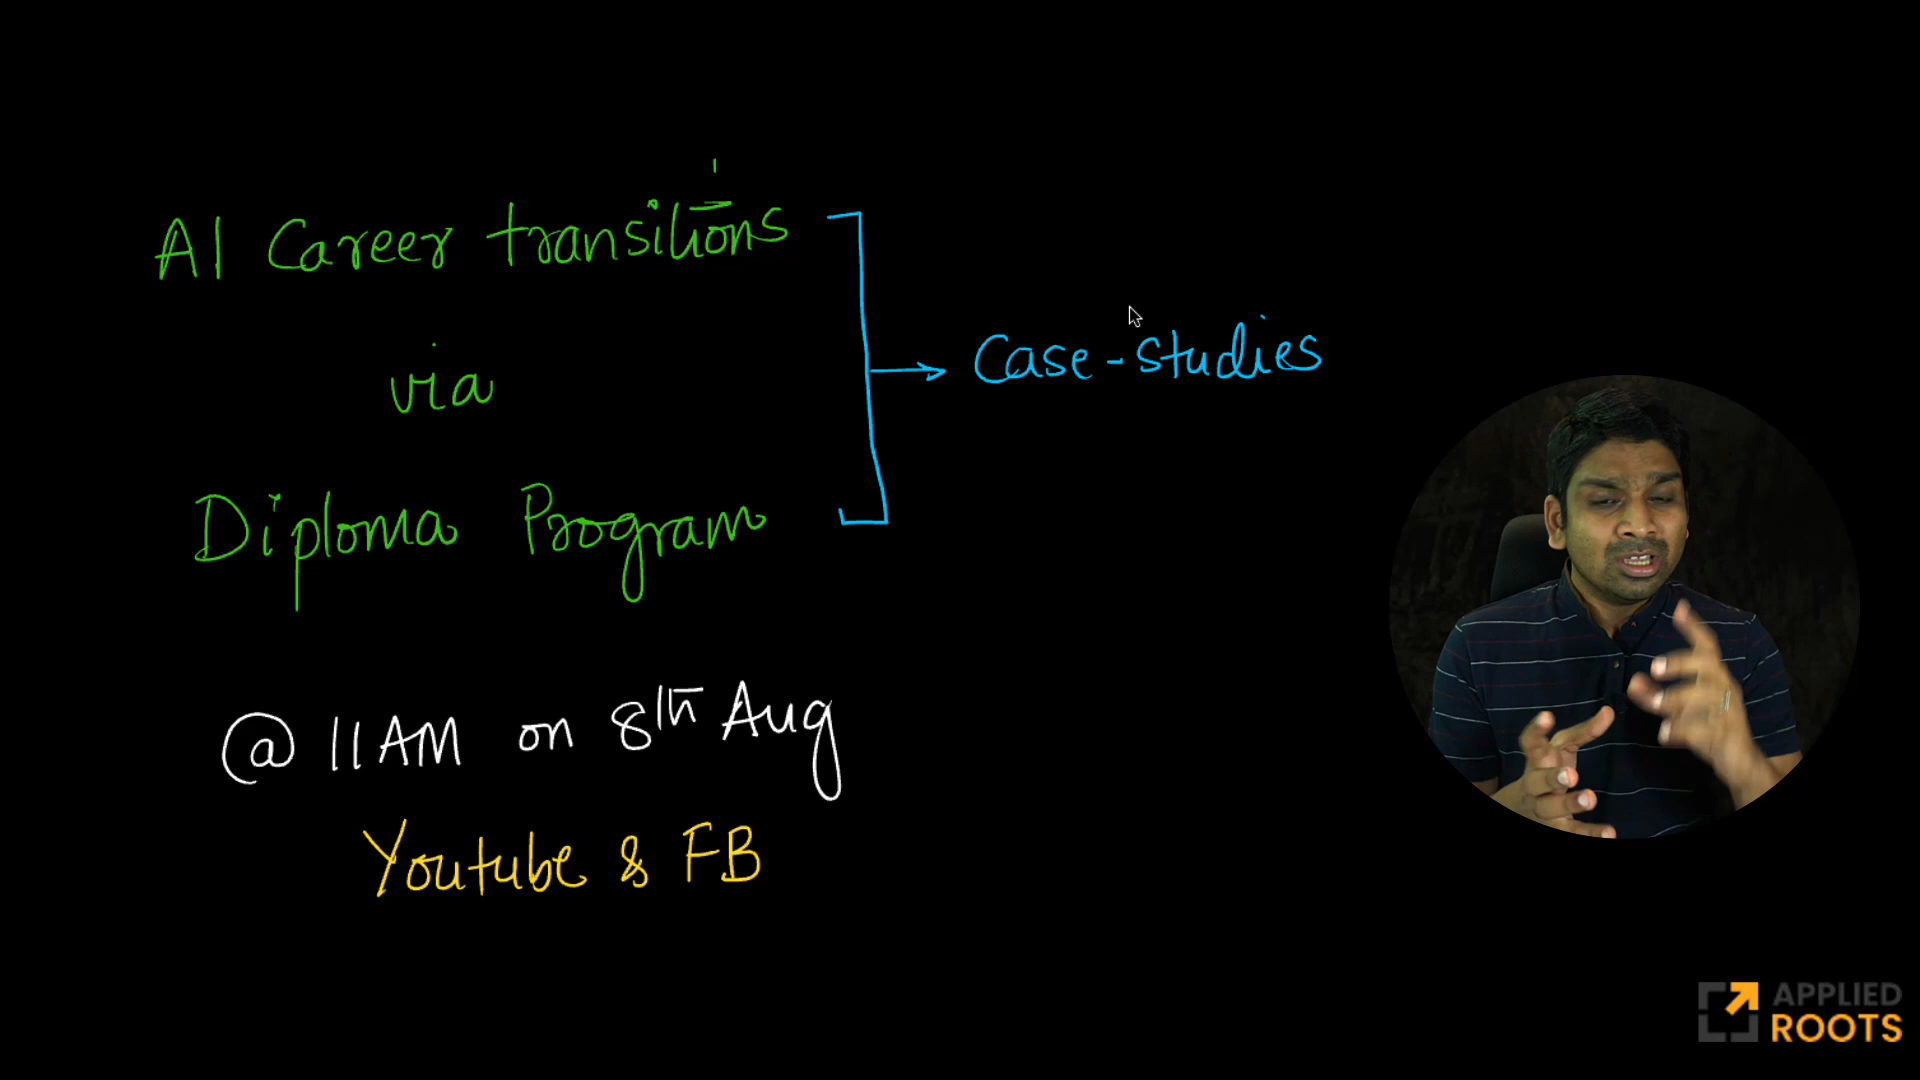 AI Career transitions
via
Diploma Program
Case-studies
@ 11AM on 8th Aug
Youtube & FB
APPLIED
ROOTS